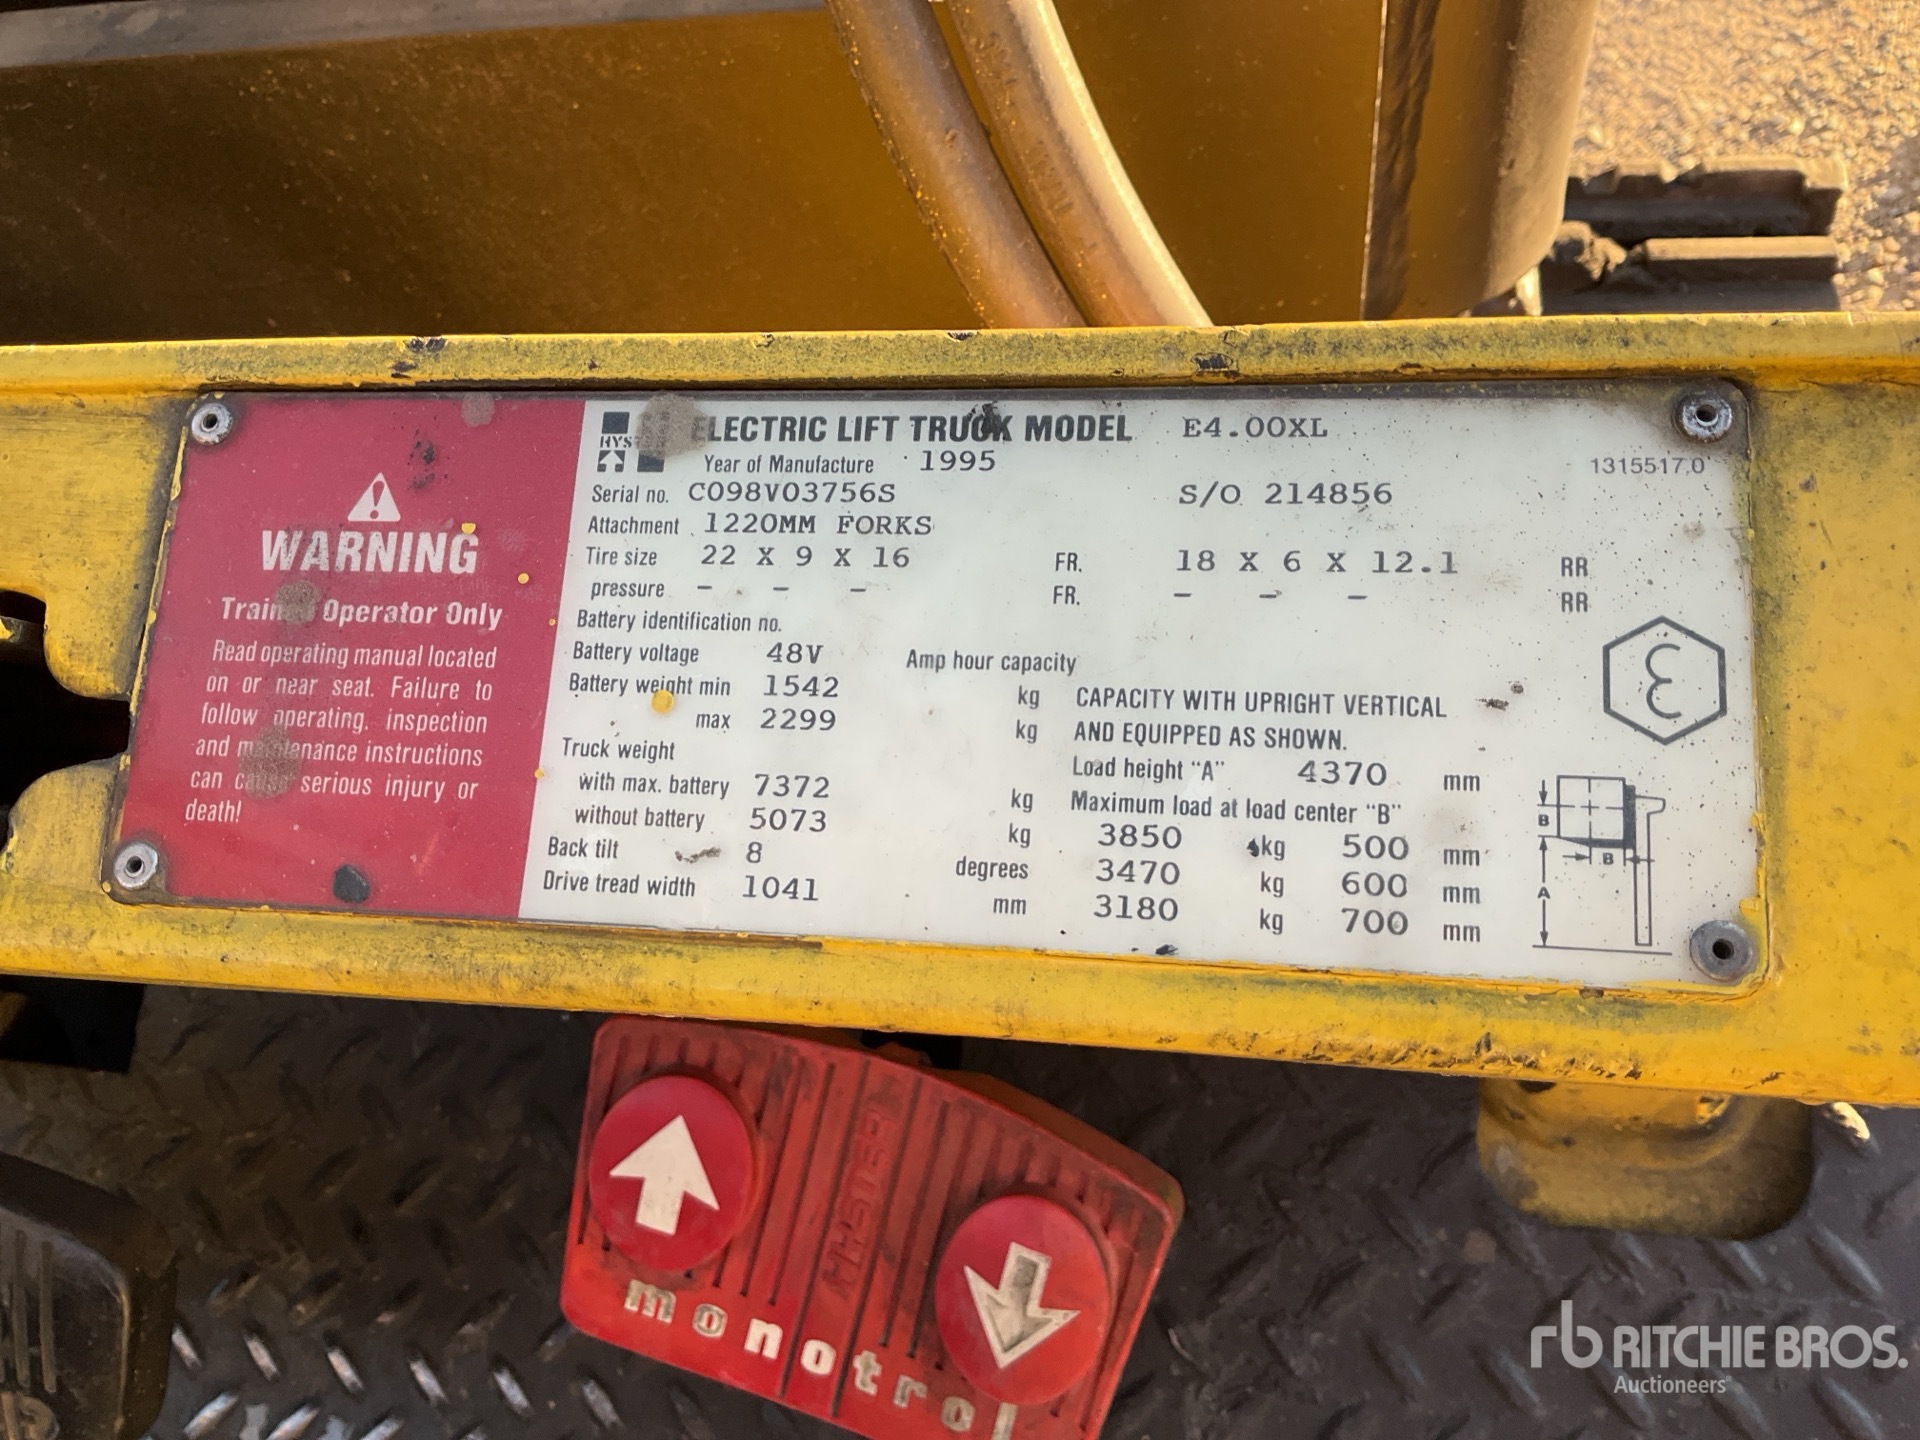 WARNING
Operator Only
Read operating manual located
on or near seat. Failure to
follow operating. inspection
and maintenance instructions
can cause serious injury or
death!
ELECTRIC LIFT TRUCK MODEL E4.00XL
Year of Manufacture 1995
1315517.0
Serial no. C098V03756S S/O 214856
Attachment 1220MM FORKS
Tire size 22 X 9 X 16 FR. 18 X 6 X 12.1 RR
pressure - - - FR. - - - RR
Battery identification no.
Battery voltage 48V Amp hour capacity
Battery weight min 1542 kg
max 2299 kg
Truck weight
with max. battery 7372 kg
without battery 5073 kg
Back tilt 8 degrees
Drive tread width 1041 mm
CAPACITY WITH UPRIGHT VERTICAL
AND EQUIPPED AS SHOWN.
Load height "A" 4370 mm
Maximum load at load center "B"
3850 kg 500 mm
3470 kg 600 mm
3180 kg 700 mm
B
B
A
HYSTER
monotrol
rb RITCHIE BROS.
Auctioneers